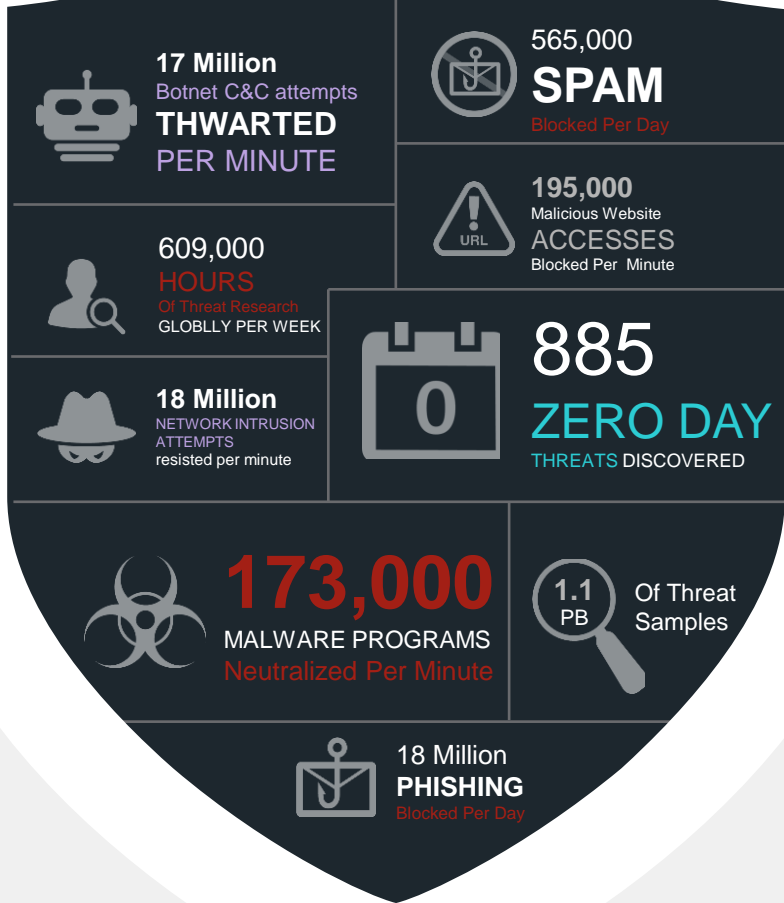 17 Million
Botnet C&C attempts
THWARTED
PER MINUTE
565,000
SPAM
Blocked Per Day
URL
195,000
Malicious Website
ACCESSES
Blocked Per Minute
609,000
HOURS
Of Threat Research
GLOBLLY PER WEEK
18 Million
NETWORK INTRUSION
ATTEMPTS
resisted per minute
0
885
ZERO DAY
THREATS DISCOVERED
173,000
MALWARE PROGRAMS
Neutralized Per Minute
1.1
PB
Of Threat
Samples
18 Million
PHISHING
Blocked Per Day